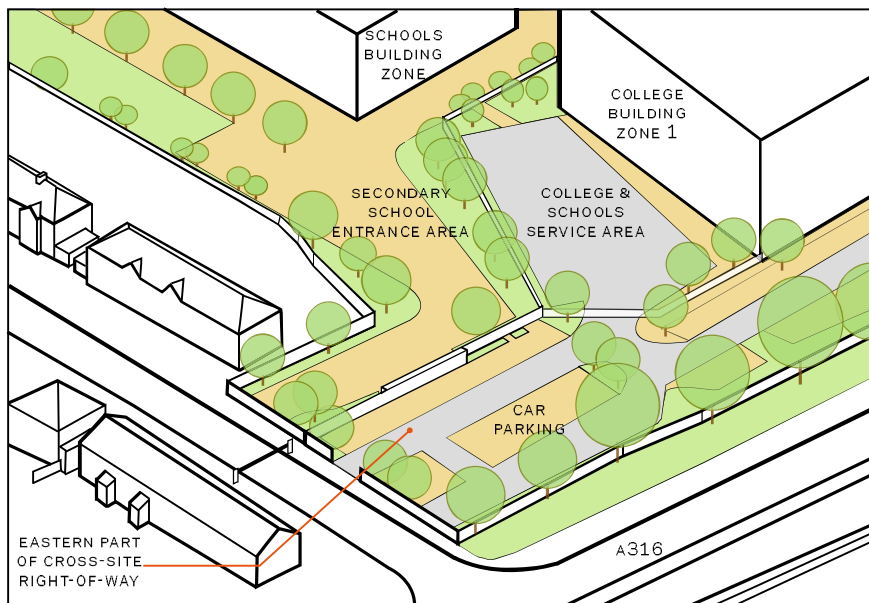 SCHOOLS
BUILDING
ZONE
COLLEGE
BUILDING
ZONE 1
SECONDARY
SCHOOL
ENTRANCE AREA
COLLEGE &
SCHOOLS
SERVICE AREA
CAR
PARKING
EASTERN PART
OF CROSS-SITE
RIGHT-OF-WAY
A316